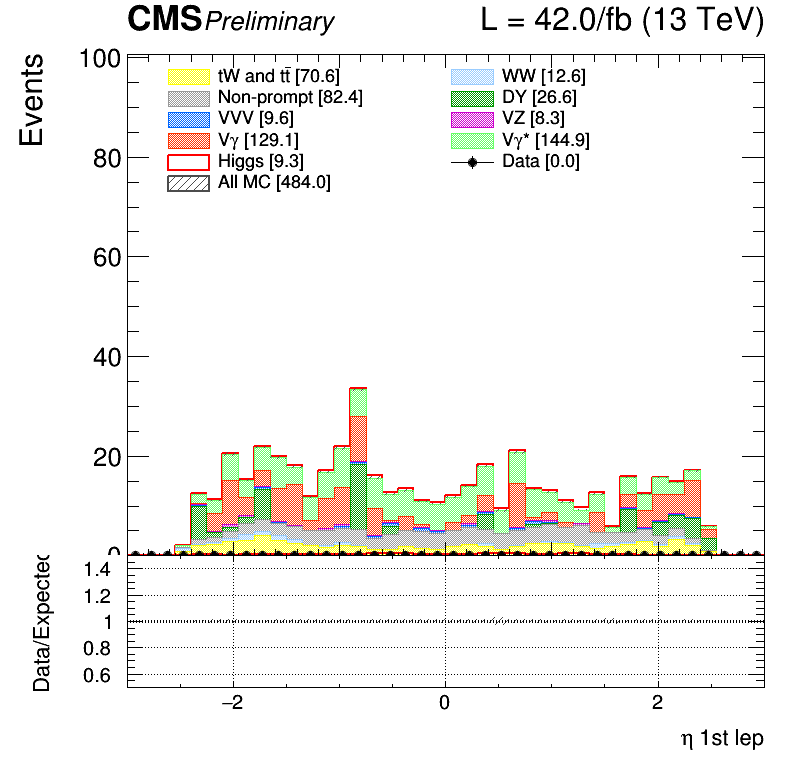 CMS Preliminary L = 42.0/fb (13 TeV)
Events
100
80
60
40
20
0
tW and tt̄ [70.6]
Non-prompt [82.4]
VVV [9.6]
Vγ [129.1]
Higgs [9.3]
All MC [484.0]
WW [12.6]
DY [26.6]
VZ [8.3]
Vγ* [144.9]
Data [0.0]
Data/Expected
1.4
1.2
1
0.8
0.6
−2 0 2
η 1st lep